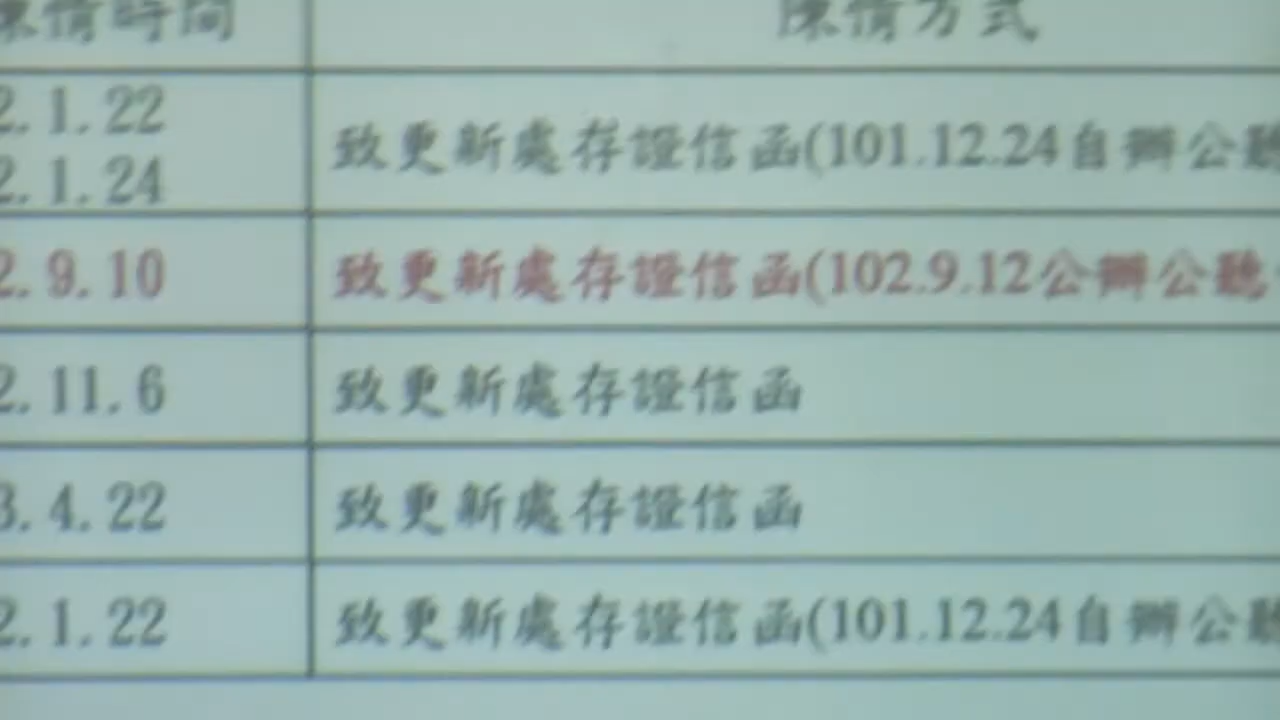 陳情時間 陳情方式
2.1.22
2.1.24 致更新處存證信函(101.12.24自辦公聽
2.9.10 致更新處存證信函(102.9.12公辦公聽
2.11.6 致更新處存證信函
3.4.22 致更新處存證信函
2.1.22 致更新處存證信函(101.12.24自辦公聽